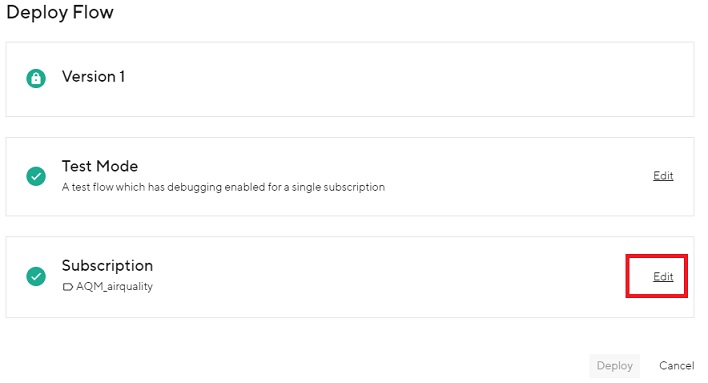 Deploy Flow
Version 1
Test Mode
A test flow which has debugging enabled for a single subscription
Edit
Subscription
AQM_airquality
Edit
Deploy
Cancel